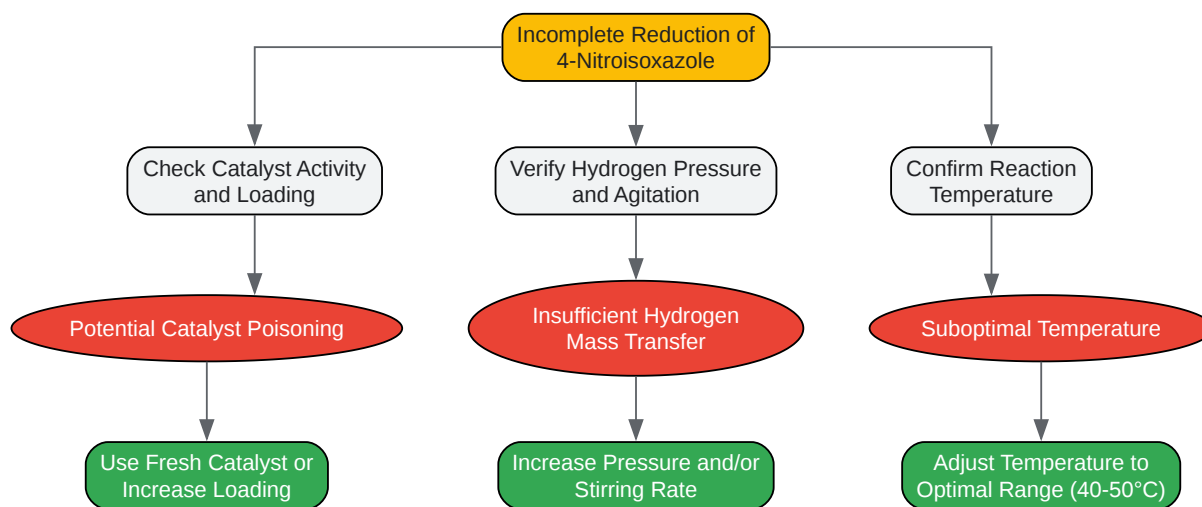 Incomplete Reduction of
4-Nitroisoxazole
Check Catalyst Activity
and Loading
Verify Hydrogen Pressure
and Agitation
Confirm Reaction
Temperature
Potential Catalyst Poisoning
Insufficient Hydrogen
Mass Transfer
Suboptimal Temperature
Use Fresh Catalyst or
Increase Loading
Increase Pressure and/or
Stirring Rate
Adjust Temperature to
Optimal Range (40-50°C)